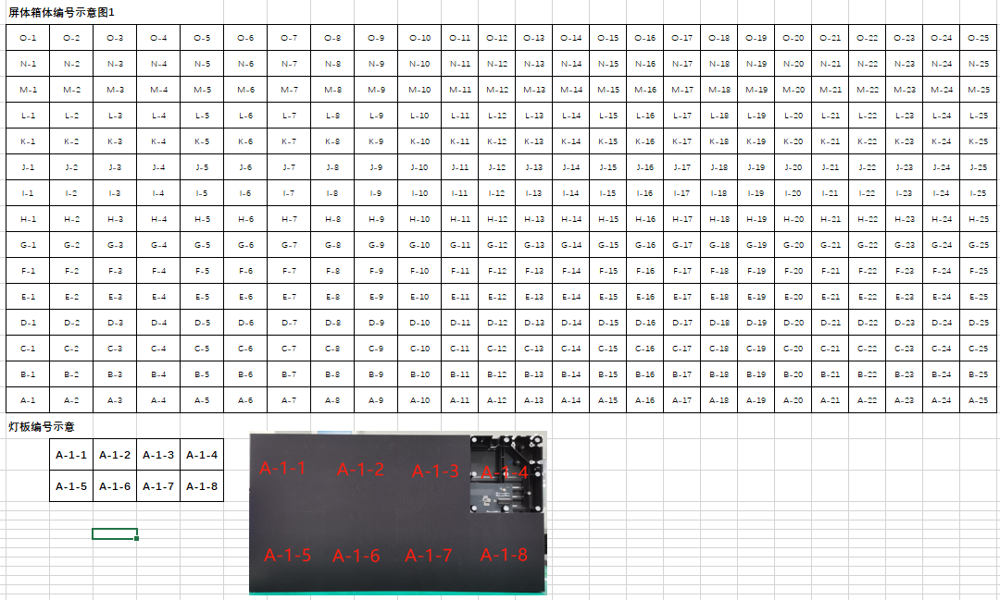 屏体箱体编号示意图1
O-1 O-2 O-3 O-4 O-5 O-6 O-7 O-8 O-9 O-10 O-11 O-12 O-13 O-14 O-15 O-16 O-17 O-18 O-19 O-20 O-21 O-22 O-23 O-24 O-25
N-1 N-2 N-3 N-4 N-5 N-6 N-7 N-8 N-9 N-10 N-11 N-12 N-13 N-14 N-15 N-16 N-17 N-18 N-19 N-20 N-21 N-22 N-23 N-24 N-25
M-1 M-2 M-3 M-4 M-5 M-6 M-7 M-8 M-9 M-10 M-11 M-12 M-13 M-14 M-15 M-16 M-17 M-18 M-19 M-20 M-21 M-22 M-23 M-24 M-25
L-1 L-2 L-3 L-4 L-5 L-6 L-7 L-8 L-9 L-10 L-11 L-12 L-13 L-14 L-15 L-16 L-17 L-18 L-19 L-20 L-21 L-22 L-23 L-24 L-25
K-1 K-2 K-3 K-4 K-5 K-6 K-7 K-8 K-9 K-10 K-11 K-12 K-13 K-14 K-15 K-16 K-17 K-18 K-19 K-20 K-21 K-22 K-23 K-24 K-25
J-1 J-2 J-3 J-4 J-5 J-6 J-7 J-8 J-9 J-10 J-11 J-12 J-13 J-14 J-15 J-16 J-17 J-18 J-19 J-20 J-21 J-22 J-23 J-24 J-25
I-1 I-2 I-3 I-4 I-5 I-6 I-7 I-8 I-9 I-10 I-11 I-12 I-13 I-14 I-15 I-16 I-17 I-18 I-19 I-20 I-21 I-22 I-23 I-24 I-25
H-1 H-2 H-3 H-4 H-5 H-6 H-7 H-8 H-9 H-10 H-11 H-12 H-13 H-14 H-15 H-16 H-17 H-18 H-19 H-20 H-21 H-22 H-23 H-24 H-25
G-1 G-2 G-3 G-4 G-5 G-6 G-7 G-8 G-9 G-10 G-11 G-12 G-13 G-14 G-15 G-16 G-17 G-18 G-19 G-20 G-21 G-22 G-23 G-24 G-25
F-1 F-2 F-3 F-4 F-5 F-6 F-7 F-8 F-9 F-10 F-11 F-12 F-13 F-14 F-15 F-16 F-17 F-18 F-19 F-20 F-21 F-22 F-23 F-24 F-25
E-1 E-2 E-3 E-4 E-5 E-6 E-7 E-8 E-9 E-10 E-11 E-12 E-13 E-14 E-15 E-16 E-17 E-18 E-19 E-20 E-21 E-22 E-23 E-24 E-25
D-1 D-2 D-3 D-4 D-5 D-6 D-7 D-8 D-9 D-10 D-11 D-12 D-13 D-14 D-15 D-16 D-17 D-18 D-19 D-20 D-21 D-22 D-23 D-24 D-25
C-1 C-2 C-3 C-4 C-5 C-6 C-7 C-8 C-9 C-10 C-11 C-12 C-13 C-14 C-15 C-16 C-17 C-18 C-19 C-20 C-21 C-22 C-23 C-24 C-25
B-1 B-2 B-3 B-4 B-5 B-6 B-7 B-8 B-9 B-10 B-11 B-12 B-13 B-14 B-15 B-16 B-17 B-18 B-19 B-20 B-21 B-22 B-23 B-24 B-25
A-1 A-2 A-3 A-4 A-5 A-6 A-7 A-8 A-9 A-10 A-11 A-12 A-13 A-14 A-15 A-16 A-17 A-18 A-19 A-20 A-21 A-22 A-23 A-24 A-25
灯板编号示意
A-1-1 A-1-2 A-1-3 A-1-4
A-1-5 A-1-6 A-1-7 A-1-8
A-1-1 A-1-2 A-1-3 A-1-4
A-1-5 A-1-6 A-1-7 A-1-8